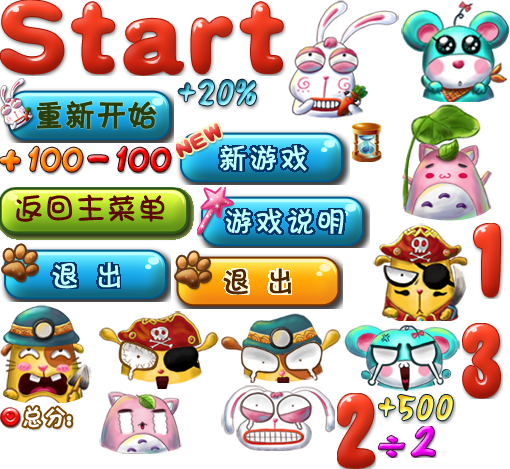 Start
+20%
重新开始
+100-100
NEW
新游戏
返回主菜单
游戏说明
退出
退出
1
3
总分:
2
+500
÷2